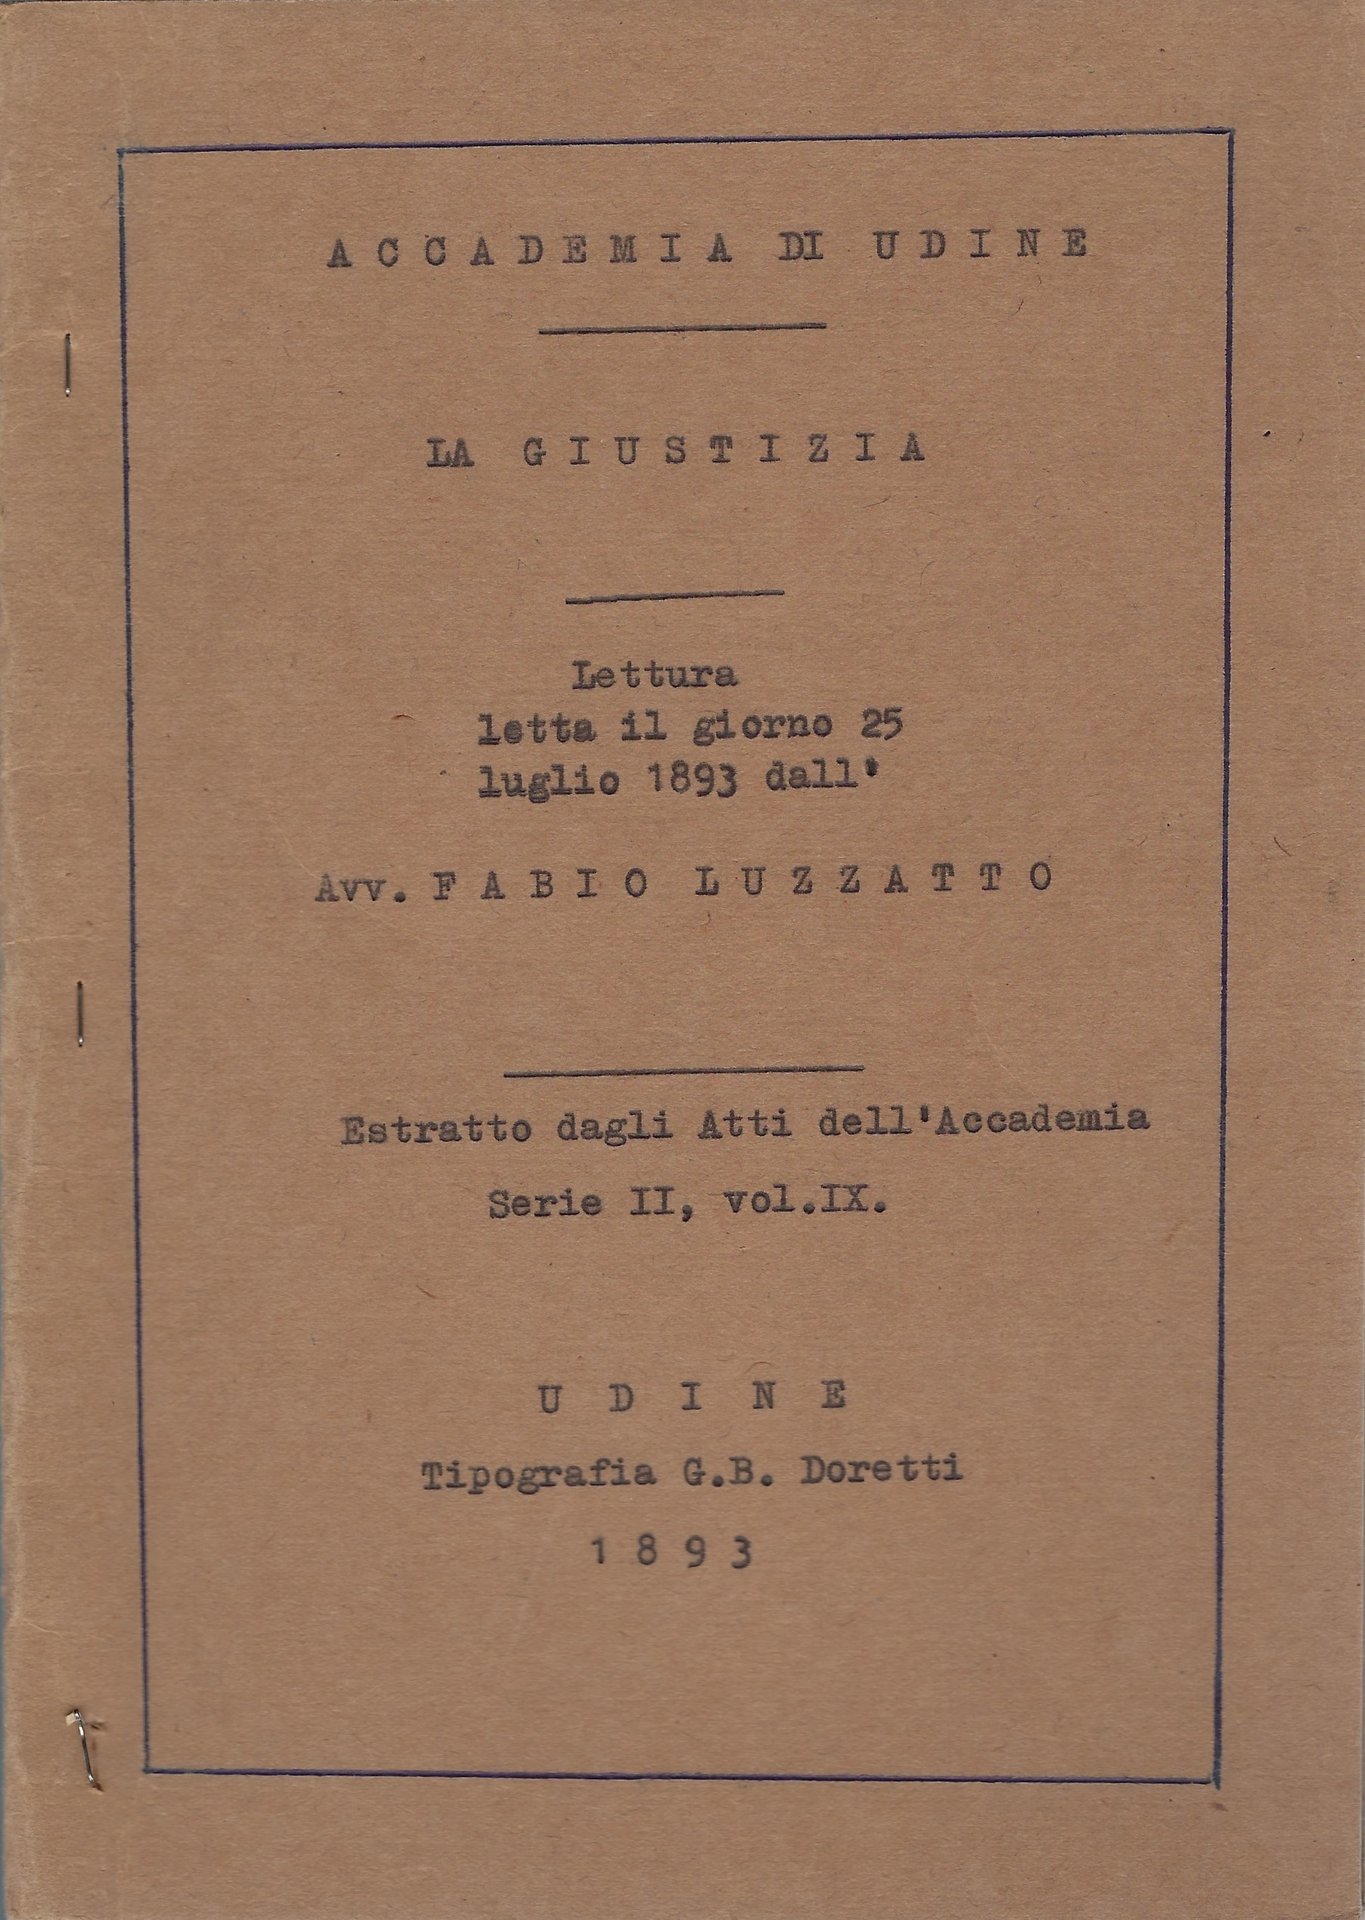 ACCADEMIA DI UDINE
LA GIUSTIZIA
Lettura
letta il giorno 25
luglio 1893 dall'
Avv. FABIO LUZZATTO
Estratto dagli Atti dell'Accademia
Serie II, vol.IX.
UDINE
Tipografia G.B. Doretti
1893